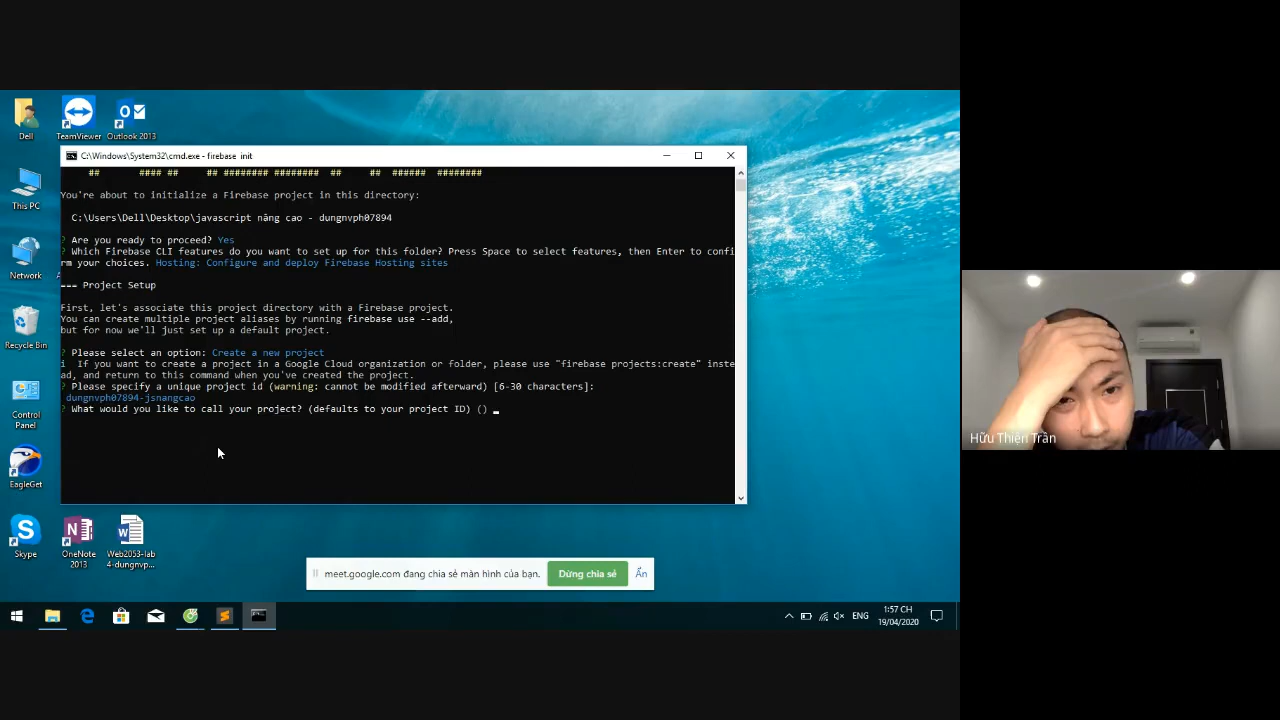 Dell
TeamViewer
Outlook 2013
This PC
Network
Recycle Bin
Control
Panel
EagleGet
Skype
OneNote
2013
Web2053-lab
4-dungnvp...
C:\Windows\System32\cmd.exe - firebase init
## #### ## ## ######## ######## ## ## ###### ########
You're about to initialize a Firebase project in this directory:
C:\Users\Dell\Desktop\javascript nâng cao - dungnvph07894
? Are you ready to proceed? Yes
? Which Firebase CLI features do you want to set up for this folder? Press Space to select features, then Enter to confi
rm your choices. Hosting: Configure and deploy Firebase Hosting sites
=== Project Setup
First, let's associate this project directory with a Firebase project.
You can create multiple project aliases by running firebase use --add,
but for now we'll just set up a default project.
? Please select an option: Create a new project
i If you want to create a project in a Google Cloud organization or folder, please use "firebase projects:create" inste
ad, and return to this command when you've created the project.
? Please specify a unique project id (warning: cannot be modified afterward) [6-30 characters]:
dungnvph07894-jsnangcao
? What would you like to call your project? (defaults to your project ID) ()
meet.google.com đang chia sẻ màn hình của bạn.
Dừng chia sẻ
Ẩn
ENG
1:57 CH
19/04/2020
Hữu Thiện Trần